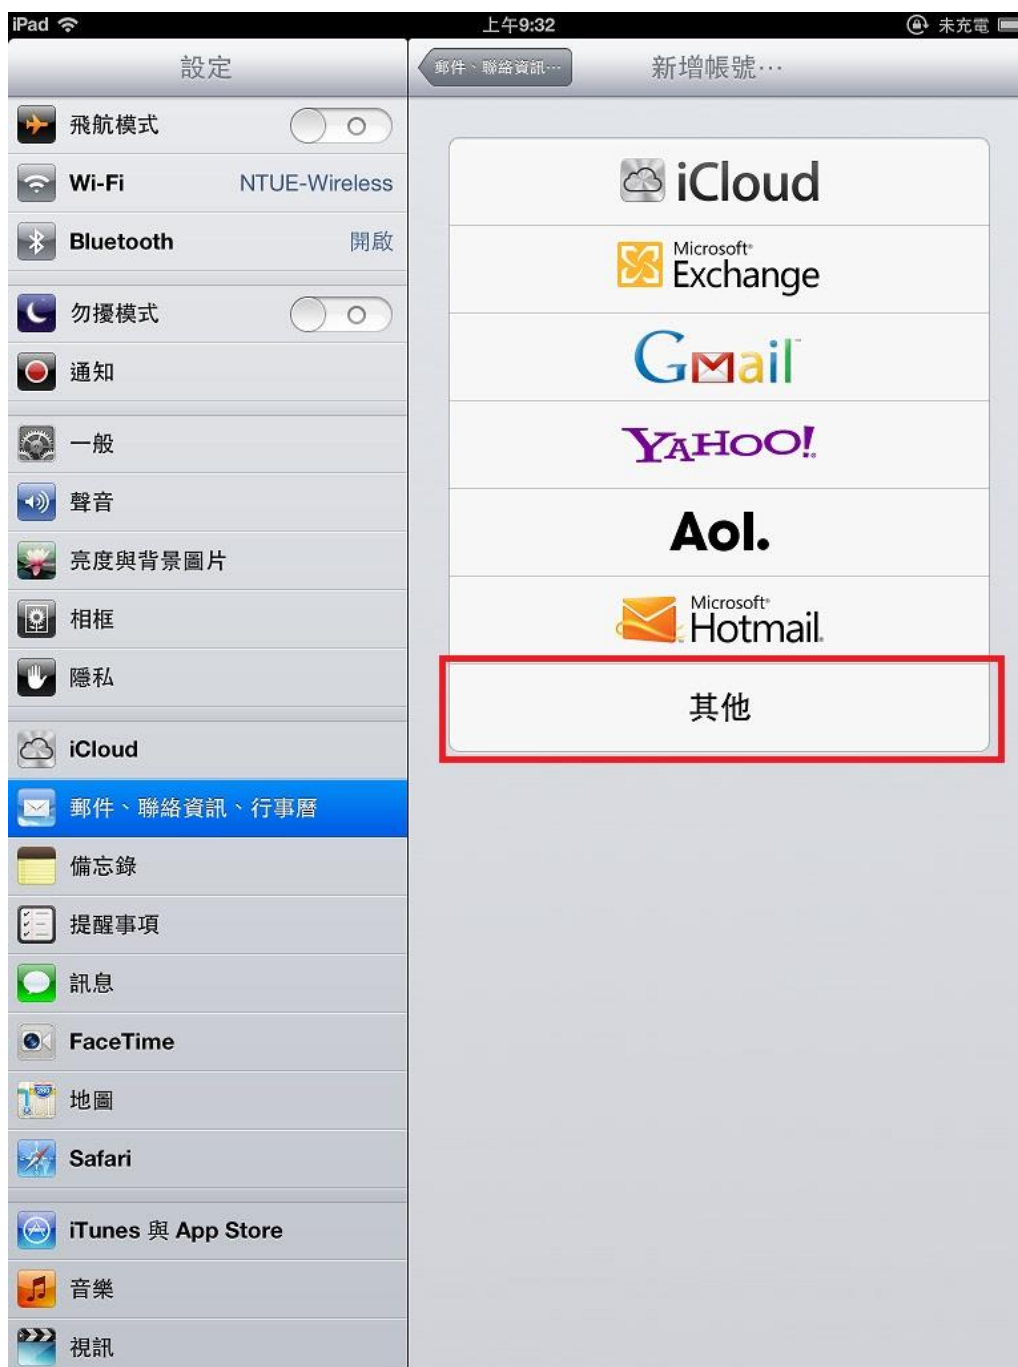 iPad 上午9:32 未充電
設定
郵件、聯絡資訊… 新增帳號…
飛航模式
Wi-Fi NTUE-Wireless
Bluetooth 開啟
勿擾模式
通知
一般
聲音
亮度與背景圖片
相框
隱私
iCloud
郵件、聯絡資訊、行事曆
備忘錄
提醒事項
訊息
FaceTime
地圖
Safari
iTunes 與 App Store
音樂
視訊
iCloud
Microsoft®
Exchange
Gmail™
YAHOO!®
Aol.
Microsoft®
Hotmail®
其他